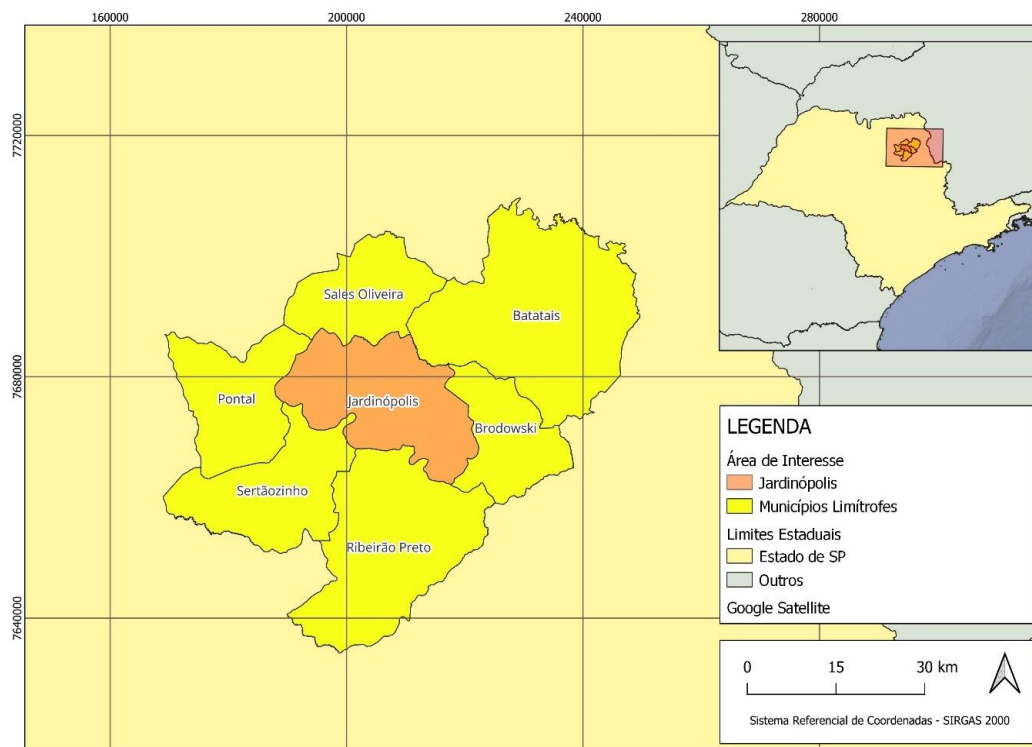 160000
200000
240000
280000
7720000
7680000
7640000
Sales Oliveira
Batatais
Pontal
Jardinópolis
Brodowski
Sertãozinho
Ribeirão Preto
LEGENDA
Área de Interesse
Jardinópolis
Municípios Limítrofes
Limites Estaduais
Estado de SP
Outros
Google Satellite
0 15 30 km
Sistema Referencial de Coordenadas - SIRGAS 2000